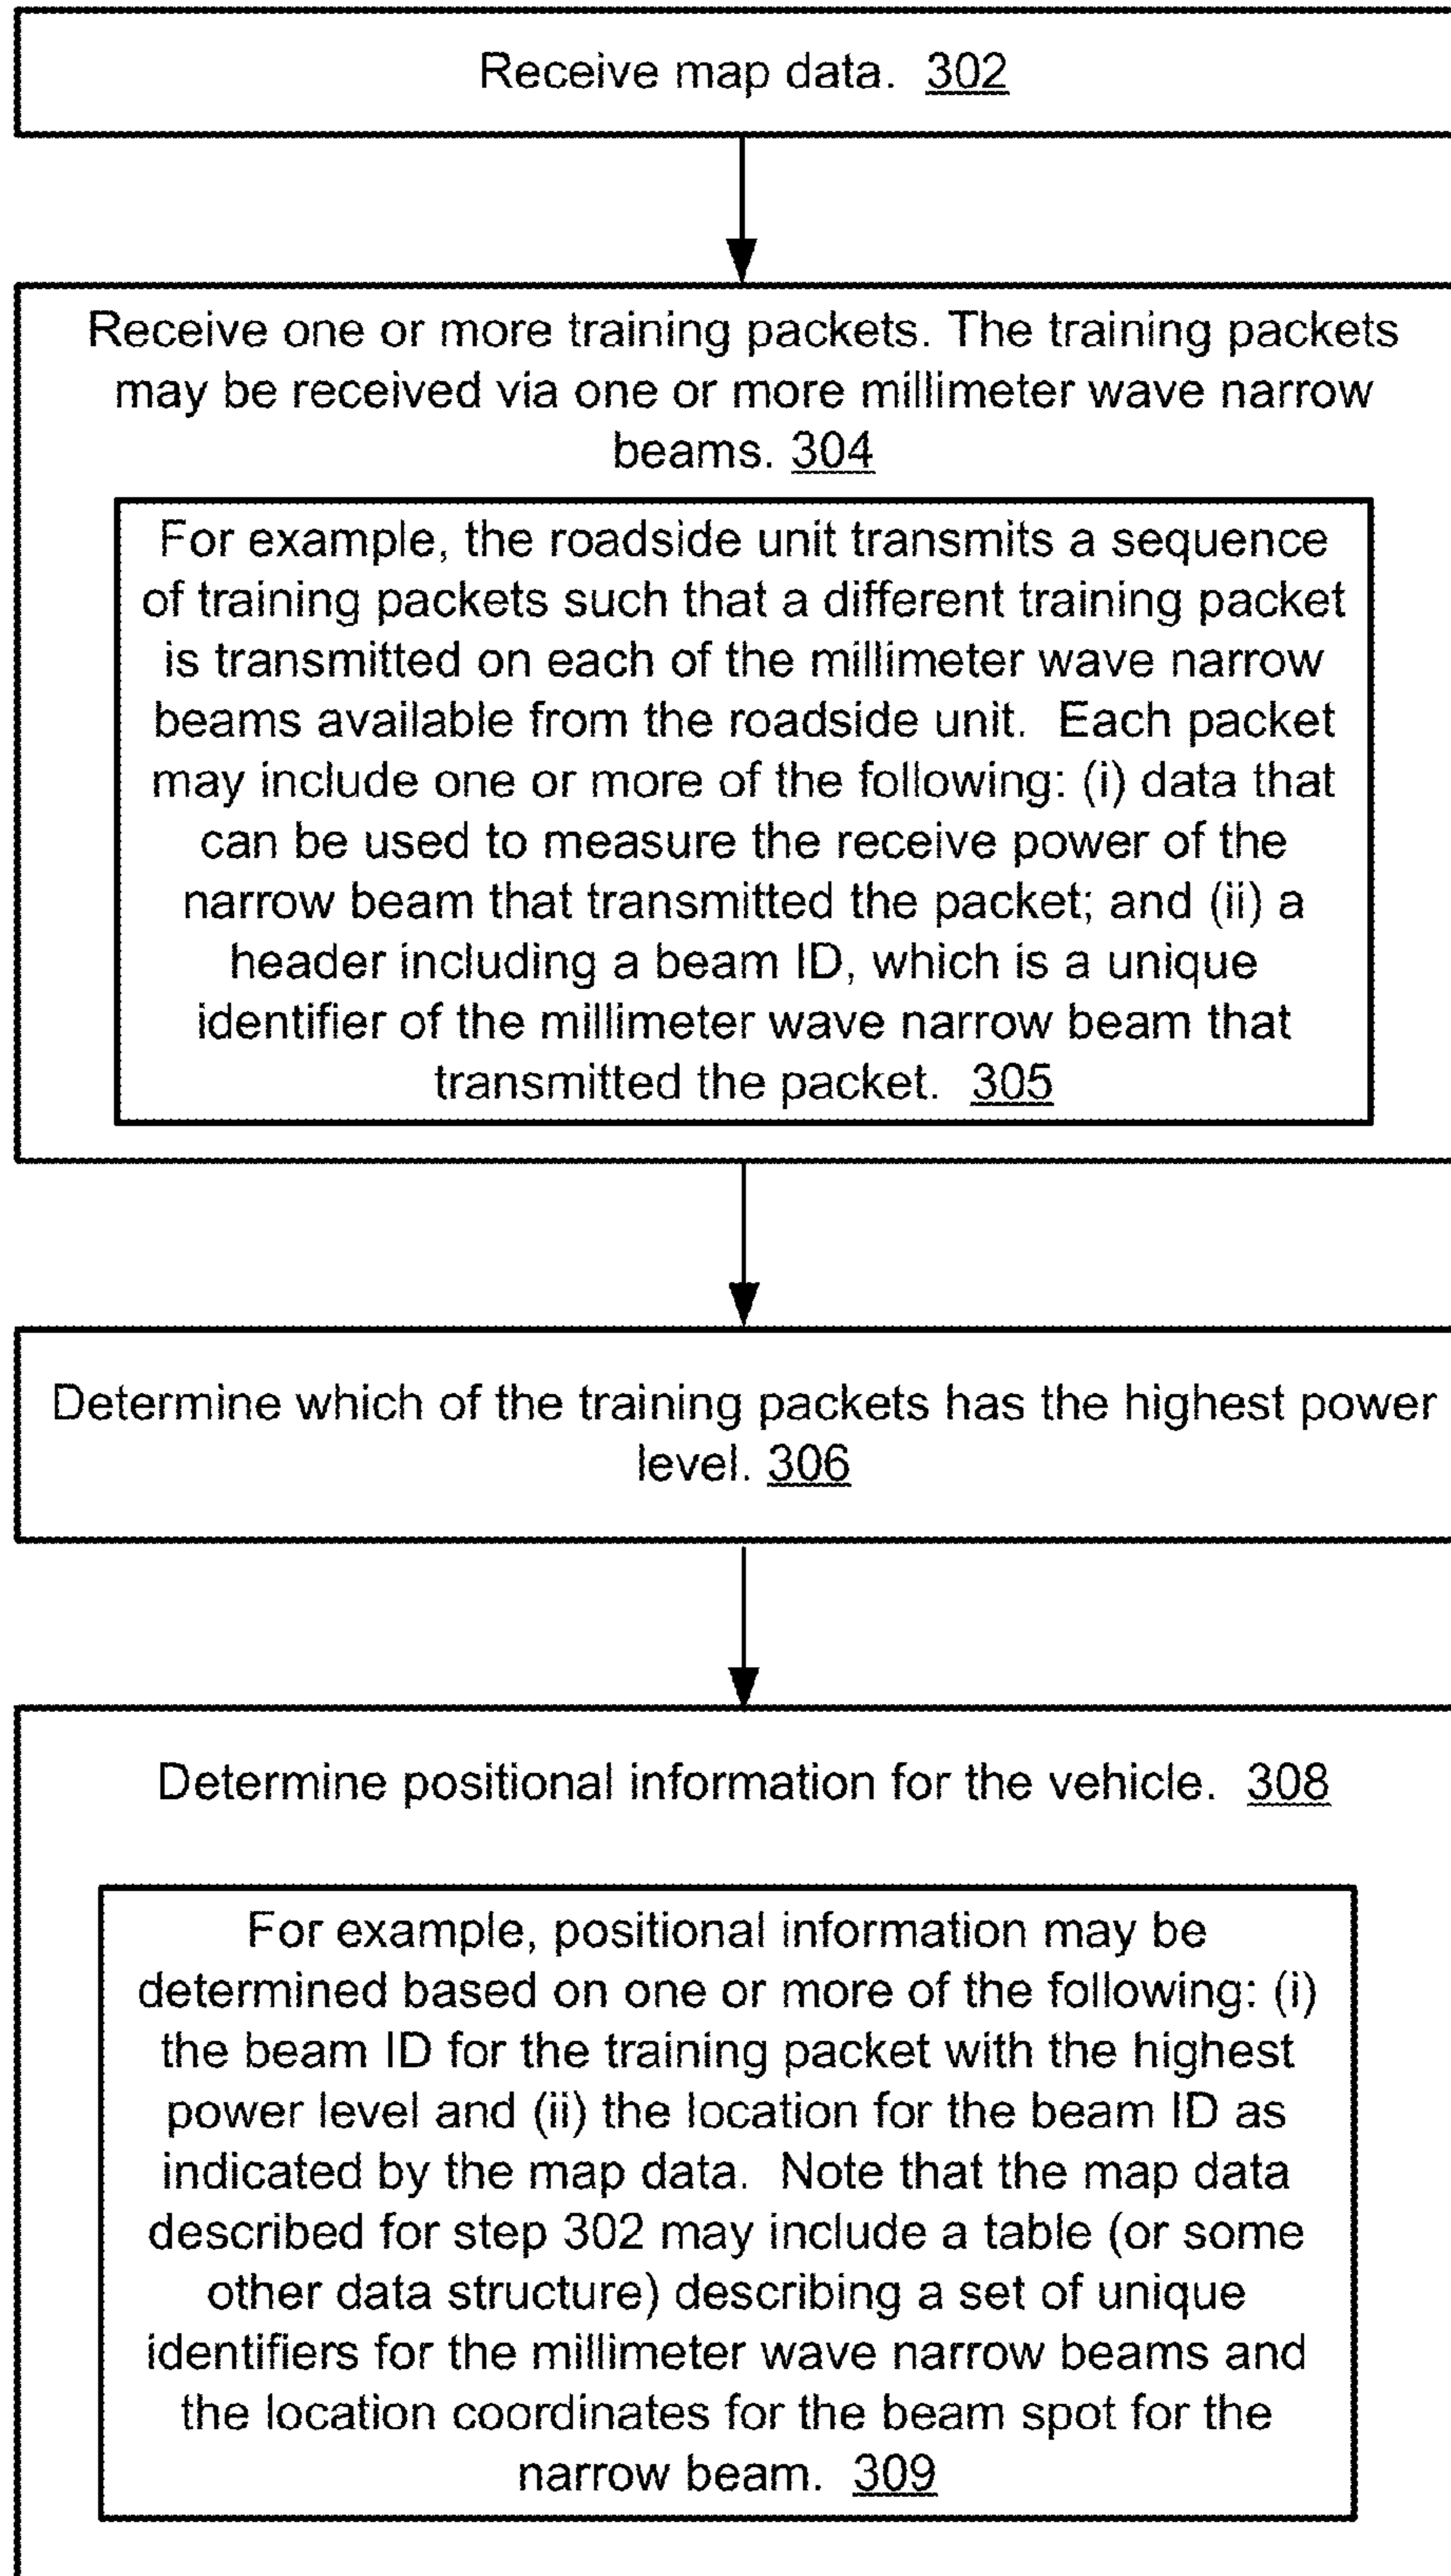 Receive map data. 302
Receive one or more training packets. The training packets
may be received via one or more millimeter wave narrow
beams. 304
For example, the roadside unit transmits a sequence
of training packets such that a different training packet
is transmitted on each of the millimeter wave narrow
beams available from the roadside unit. Each packet
may include one or more of the following: (i) data that
can be used to measure the receive power of the
narrow beam that transmitted the packet; and (ii) a
header including a beam ID, which is a unique
identifier of the millimeter wave narrow beam that
transmitted the packet. 305
Determine which of the training packets has the highest power
level. 306
Determine positional information for the vehicle. 308
For example, positional information may be
determined based on one or more of the following: (i)
the beam ID for the training packet with the highest
power level and (ii) the location for the beam ID as
indicated by the map data. Note that the map data
described for step 302 may include a table (or some
other data structure) describing a set of unique
identifiers for the millimeter wave narrow beams and
the location coordinates for the beam spot for the
narrow beam. 309